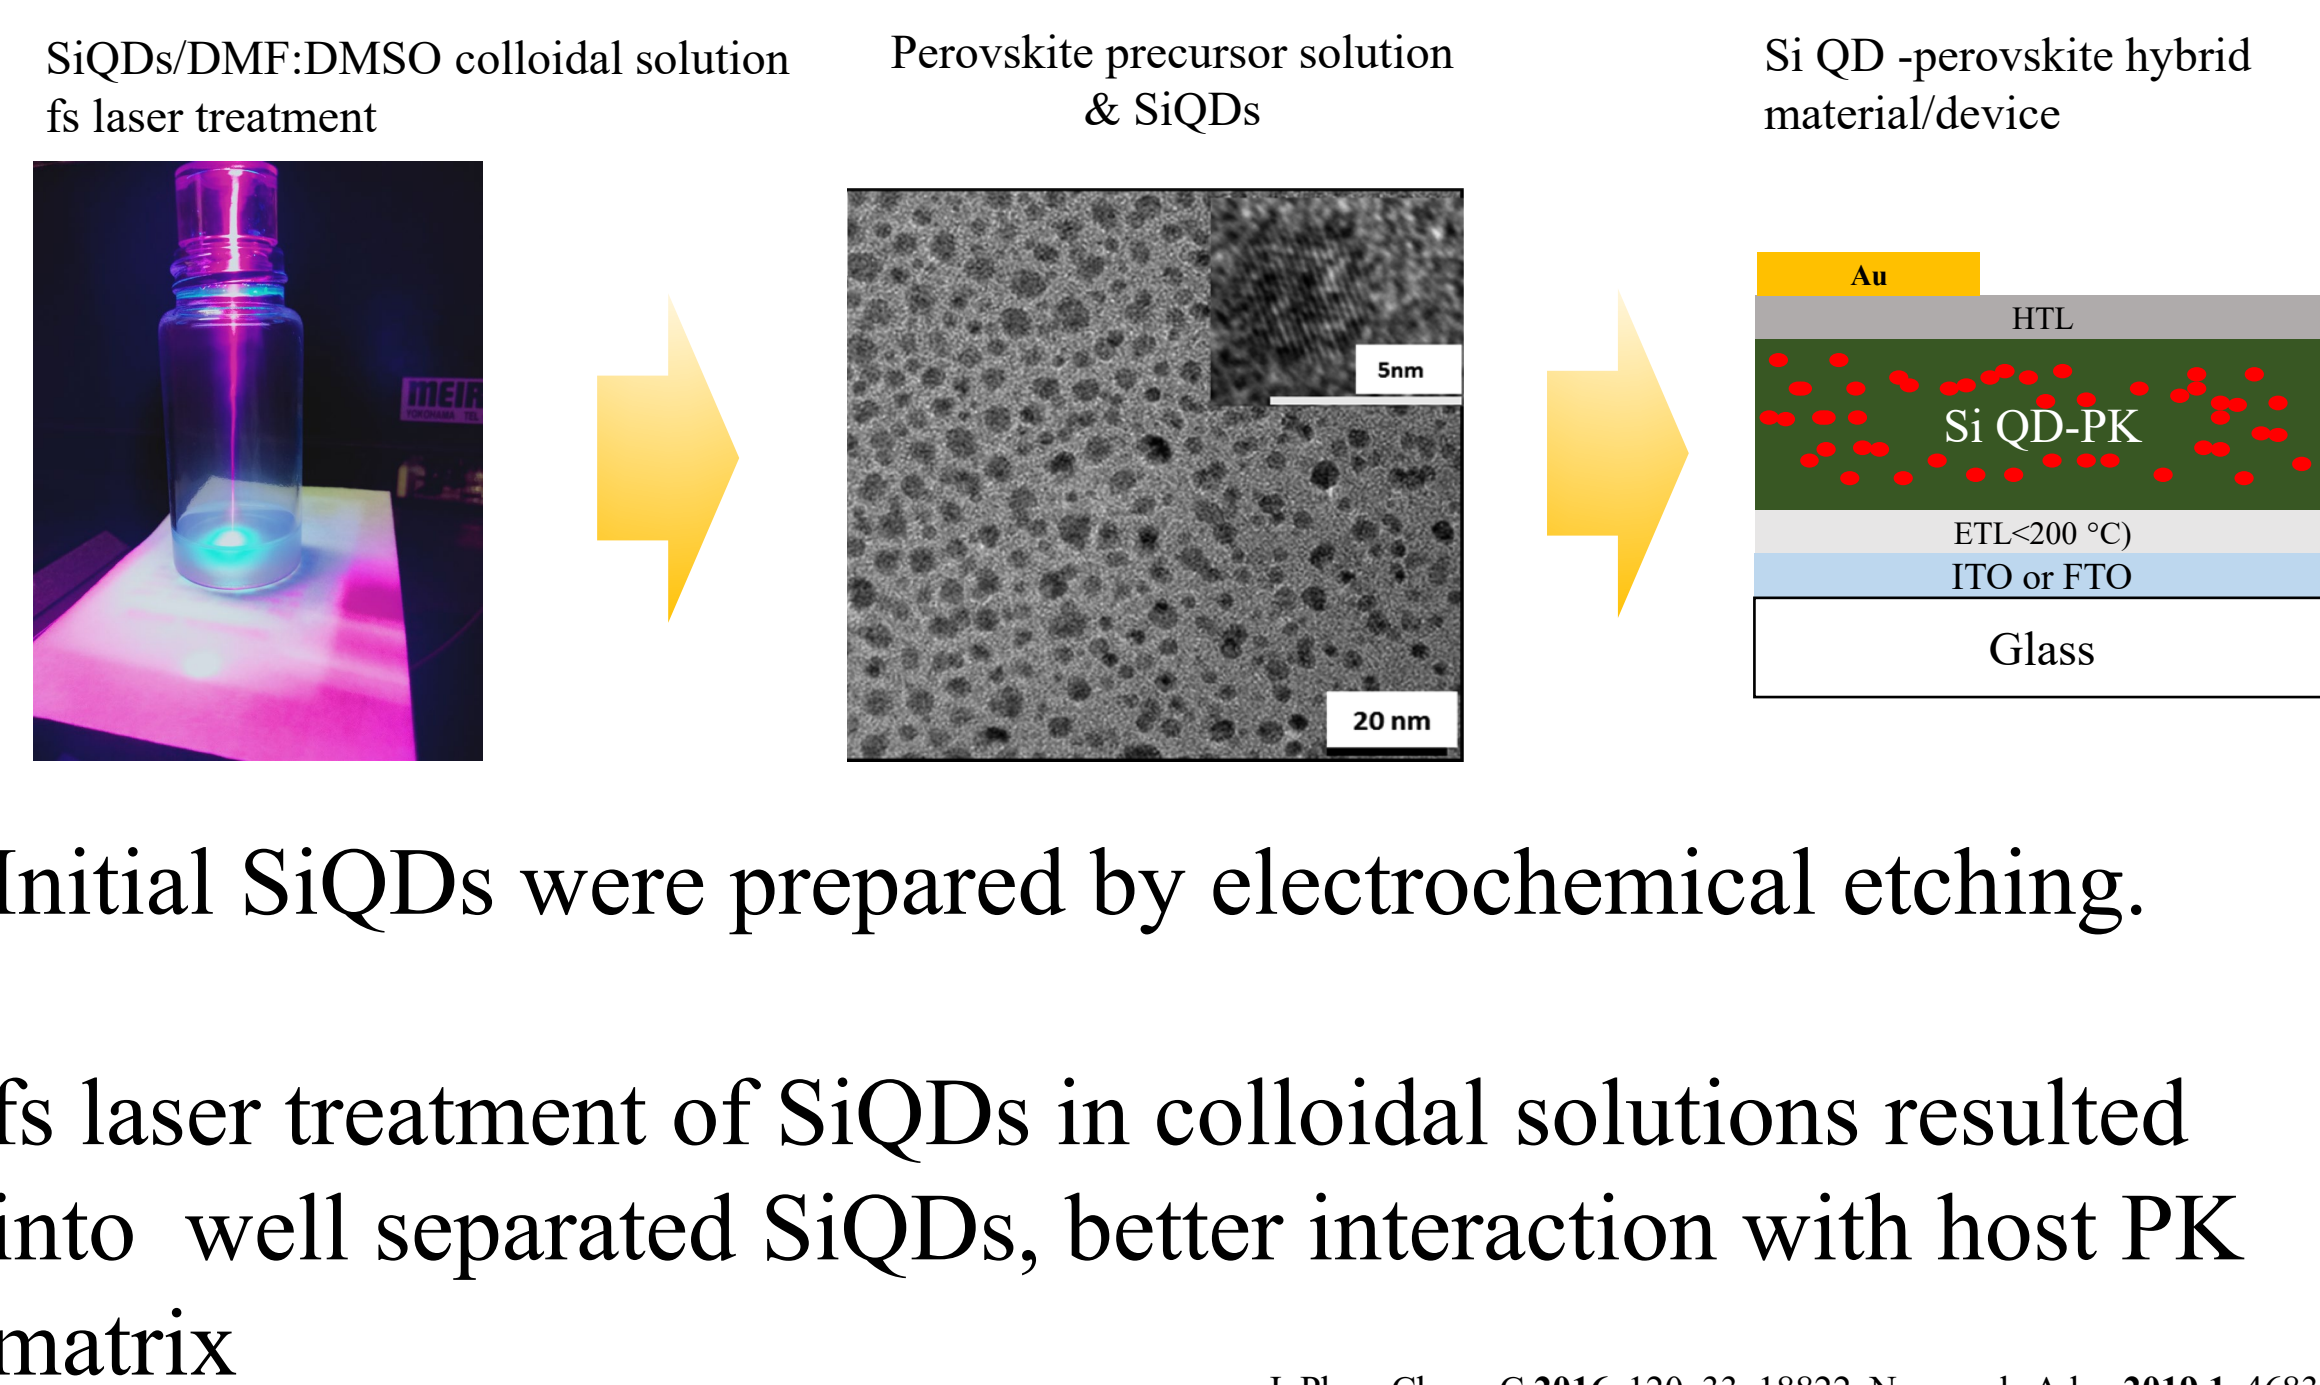 SiQDs/DMF:DMSO colloidal solution
fs laser treatment
Perovskite precursor solution
& SiQDs
Si QD -perovskite hybrid
material/device
5nm
20 nm
Au
HTL
Si QD-PK
ETL<200 °C)
ITO or FTO
Glass
Initial SiQDs were prepared by electrochemical etching.
fs laser treatment of SiQDs in colloidal solutions resulted
into  well separated SiQDs, better interaction with host PK
matrix